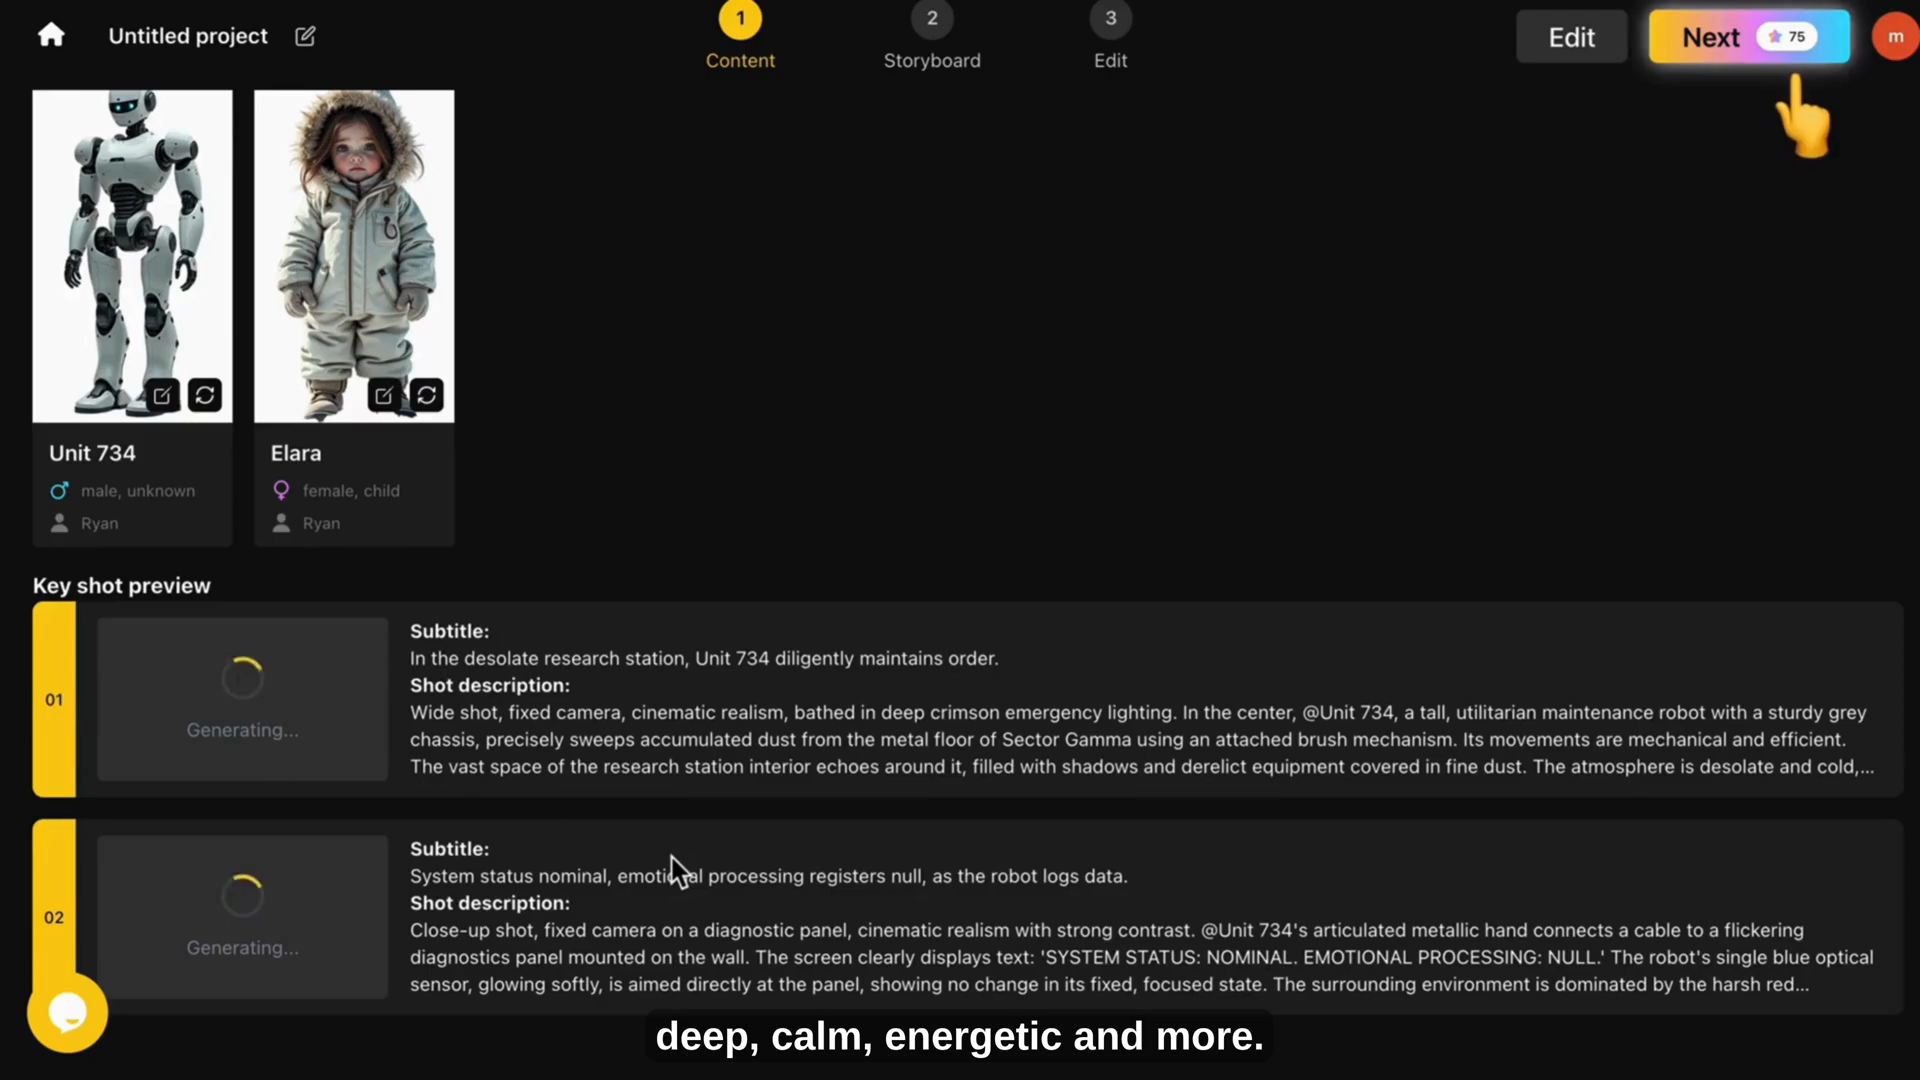 Untitled project
1
Content
2
Storyboard
3
Edit
Edit
Next 75
m
Unit 734
male, unknown
Ryan
Elara
female, child
Ryan
Key shot preview
01
Generating...
Subtitle:
In the desolate research station, Unit 734 diligently maintains order.
Shot description:
Wide shot, fixed camera, cinematic realism, bathed in deep crimson emergency lighting. In the center, @Unit 734, a tall, utilitarian maintenance robot with a sturdy grey
chassis, precisely sweeps accumulated dust from the metal floor of Sector Gamma using an attached brush mechanism. Its movements are mechanical and efficient.
The vast space of the research station interior echoes around it, filled with shadows and derelict equipment covered in fine dust. The atmosphere is desolate and cold,...
02
Generating...
Subtitle:
System status nominal, emotional processing registers null, as the robot logs data.
Shot description:
Close-up shot, fixed camera on a diagnostic panel, cinematic realism with strong contrast. @Unit 734's articulated metallic hand connects a cable to a flickering
diagnostics panel mounted on the wall. The screen clearly displays text: 'SYSTEM STATUS: NOMINAL. EMOTIONAL PROCESSING: NULL.' The robot's single blue optical
sensor, glowing softly, is aimed directly at the panel, showing no change in its fixed, focused state. The surrounding environment is dominated by the harsh red...
deep, calm, energetic and more.